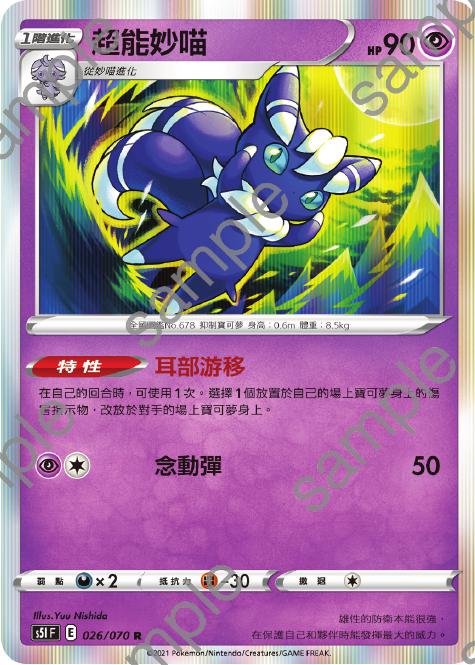 1階進化
超能妙喵
HP 90
從妙喵進化
sample
全國圖鑑No.678 抑制寶可夢 身高：0.6m 體重：8.5kg
特性 耳部游移
在自己的回合時，可使用1次。選擇1個放置於自己的場上寶可夢身上的傷
害指示物，改放於對手的場上寶可夢身上。
念動彈 50
弱點 ×2 抵抗力 -30 撤退
Illus.Yuu Nishida
s5I F E 026/070 R
雄性的防衛本能很強，
在保護自己和夥伴時能發揮最大的威力。
©2021 Pokémon/Nintendo/Creatures/GAME FREAK.